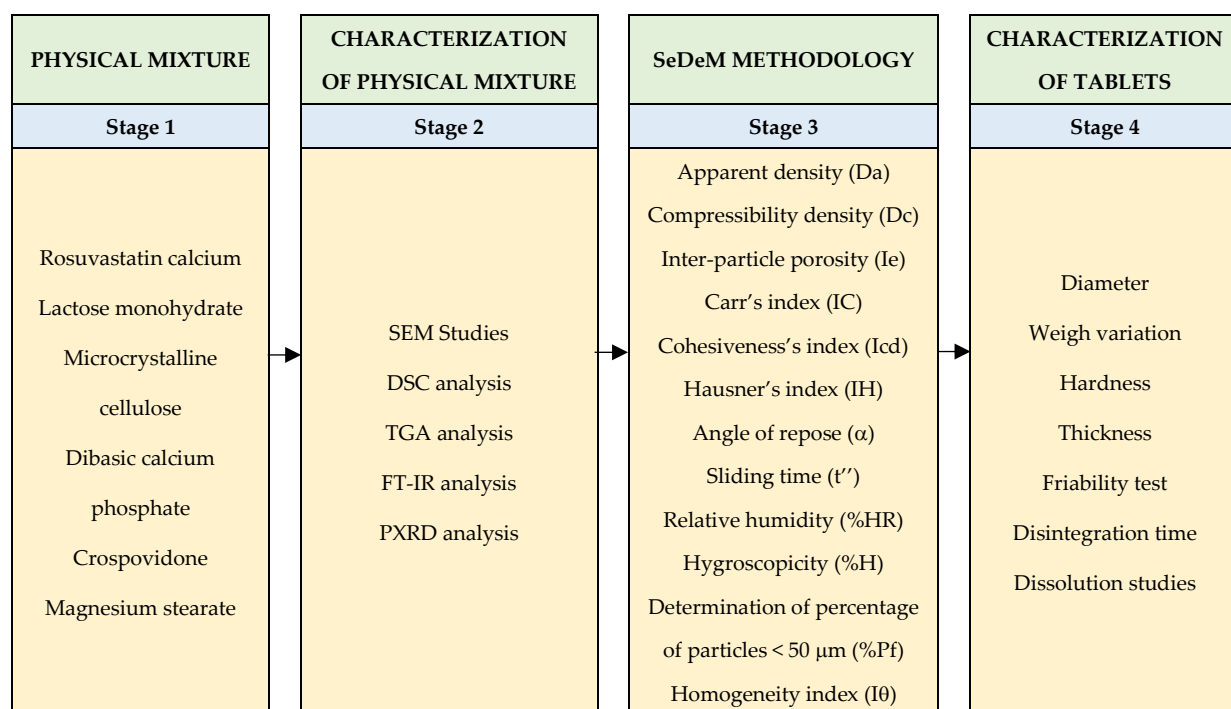 PHYSICAL MIXTURE
Stage 1
Rosuvastatin calcium
Lactose monohydrate
Microcrystalline
cellulose
Dibasic calcium
phosphate
Crospovidone
Magnesium stearate
CHARACTERIZATION
OF PHYSICAL MIXTURE
Stage 2
SEM Studies
DSC analysis
TGA analysis
FT-IR analysis
PXRD analysis
SeDeM METHODOLOGY
Stage 3
Apparent density (Da)
Compressibility density (Dc)
Inter-particle porosity (Ie)
Carr’s index (IC)
Cohesiveness’s index (Icd)
Hausner’s index (IH)
Angle of repose (α)
Sliding time (t’’)
Relative humidity (%HR)
Hygroscopicity (%H)
Determination of percentage
of particles < 50 μm (%Pf)
Homogeneity index (Iθ)
CHARACTERIZATION
OF TABLETS
Stage 4
Diameter
Weigh variation
Hardness
Thickness
Friability test
Disintegration time
Dissolution studies